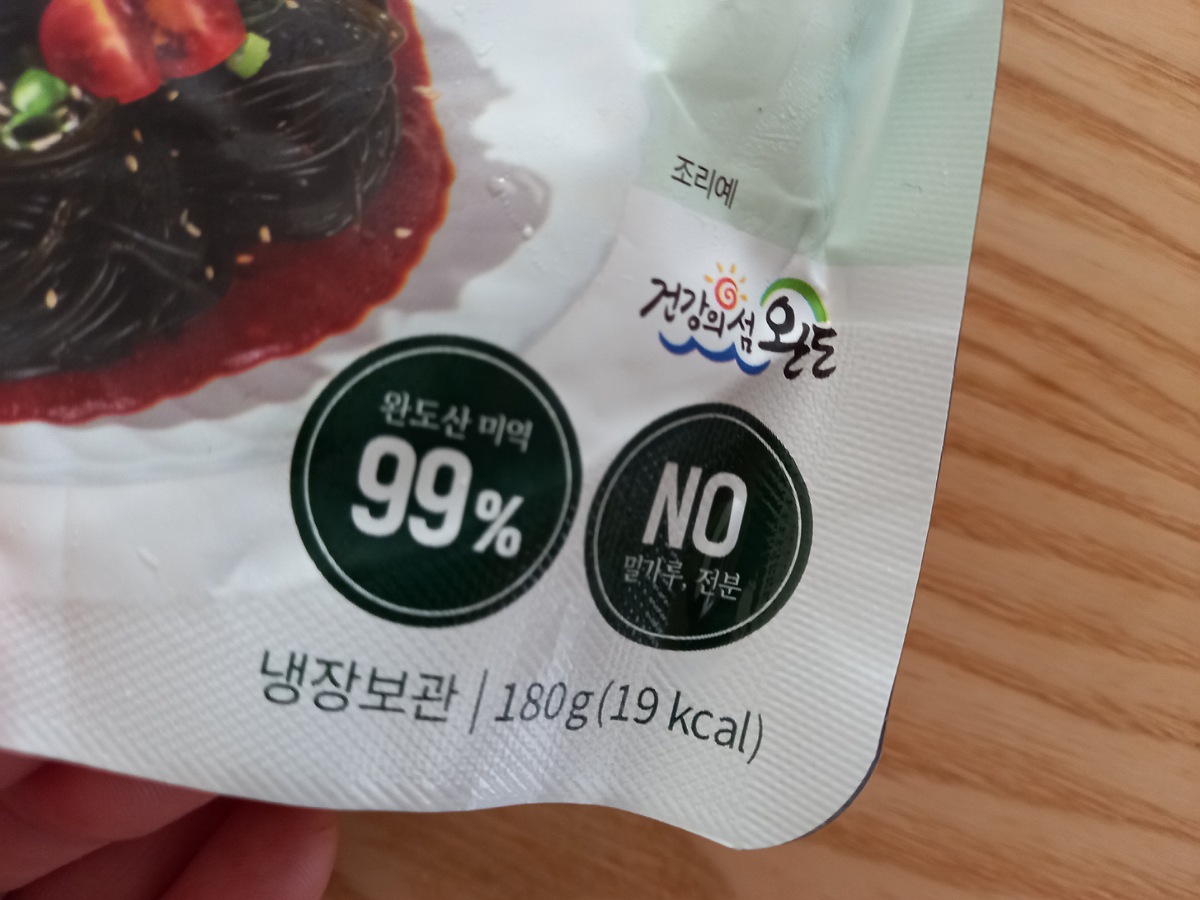 조리예
건강의 섬 완도
완도산 미역
99%
NO
밀가루, 전분
냉장보관 | 180g(19 kcal)